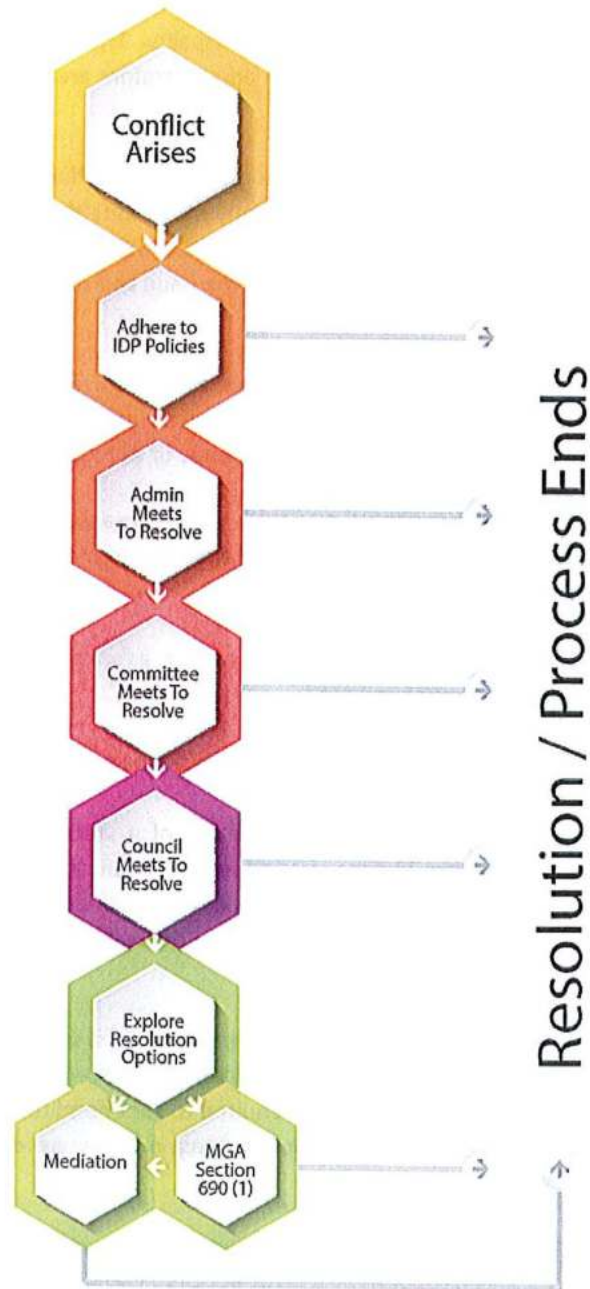 Conflict
Arises
Adhere to
IDP Policies
Admin
Meets
To Resolve
Committee
Meets To
Resolve
Council
Meets To
Resolve
Explore
Resolution
Options
Mediation
MGA
Section
690 (1)
Resolution / Process Ends